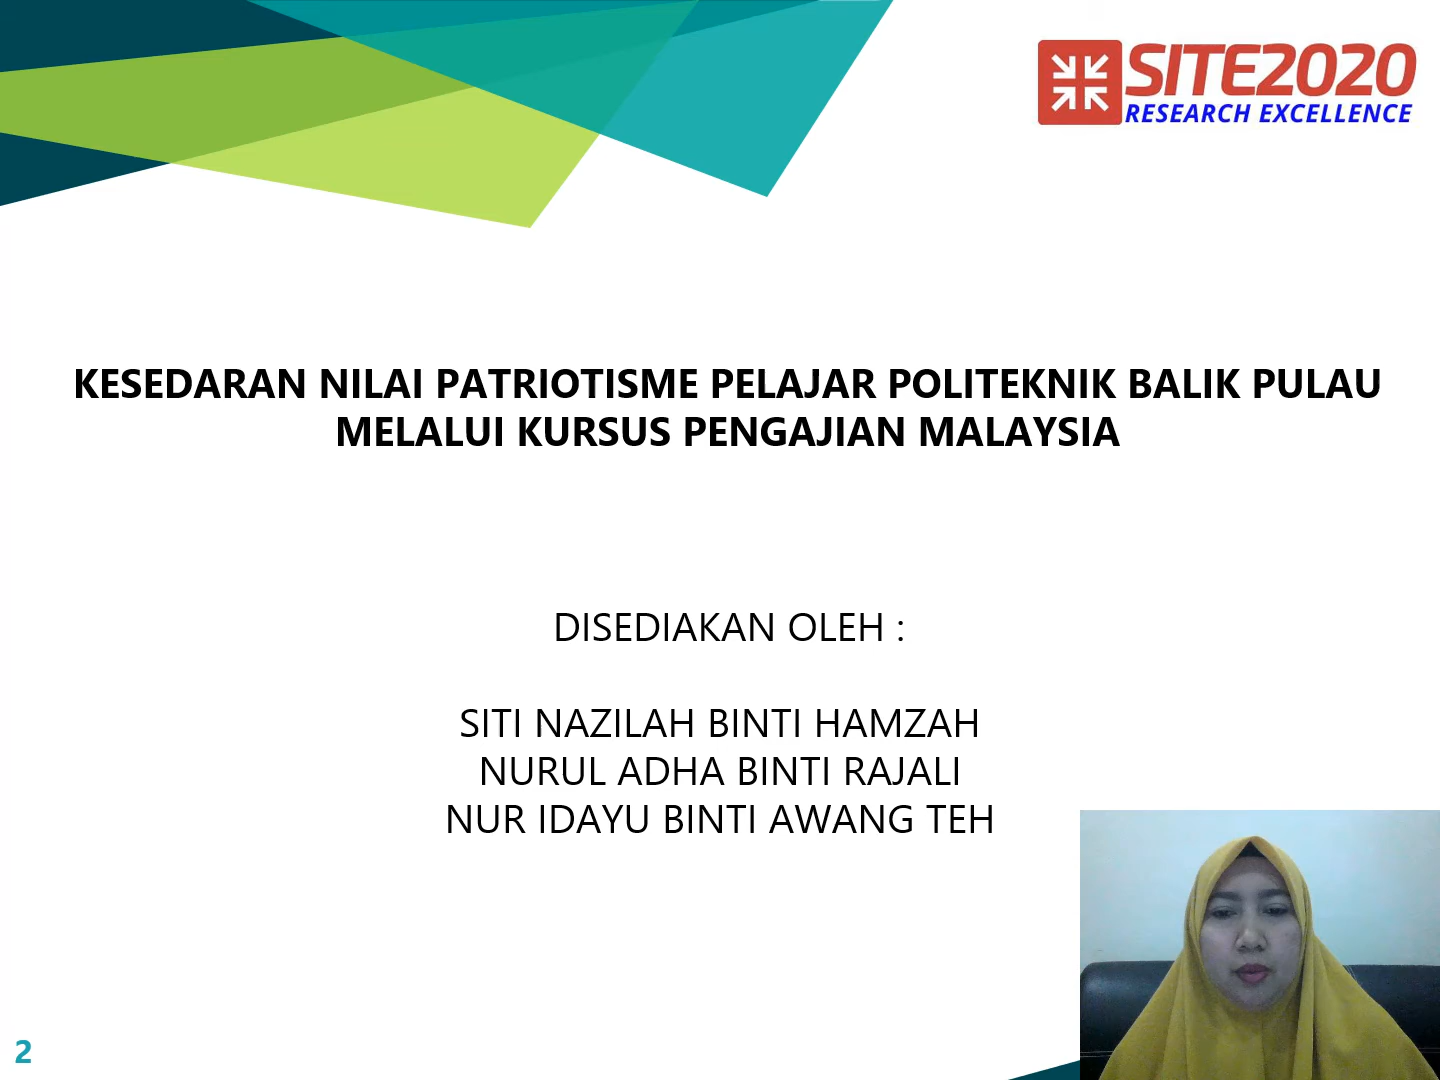 SITE2020
RESEARCH EXCELLENCE
KESEDARAN NILAI PATRIOTISME PELAJAR POLITEKNIK BALIK PULAU
MELALUI KURSUS PENGAJIAN MALAYSIA
DISEDIAKAN OLEH :
SITI NAZILAH BINTI HAMZAH
NURUL ADHA BINTI RAJALI
NUR IDAYU BINTI AWANG TEH
2